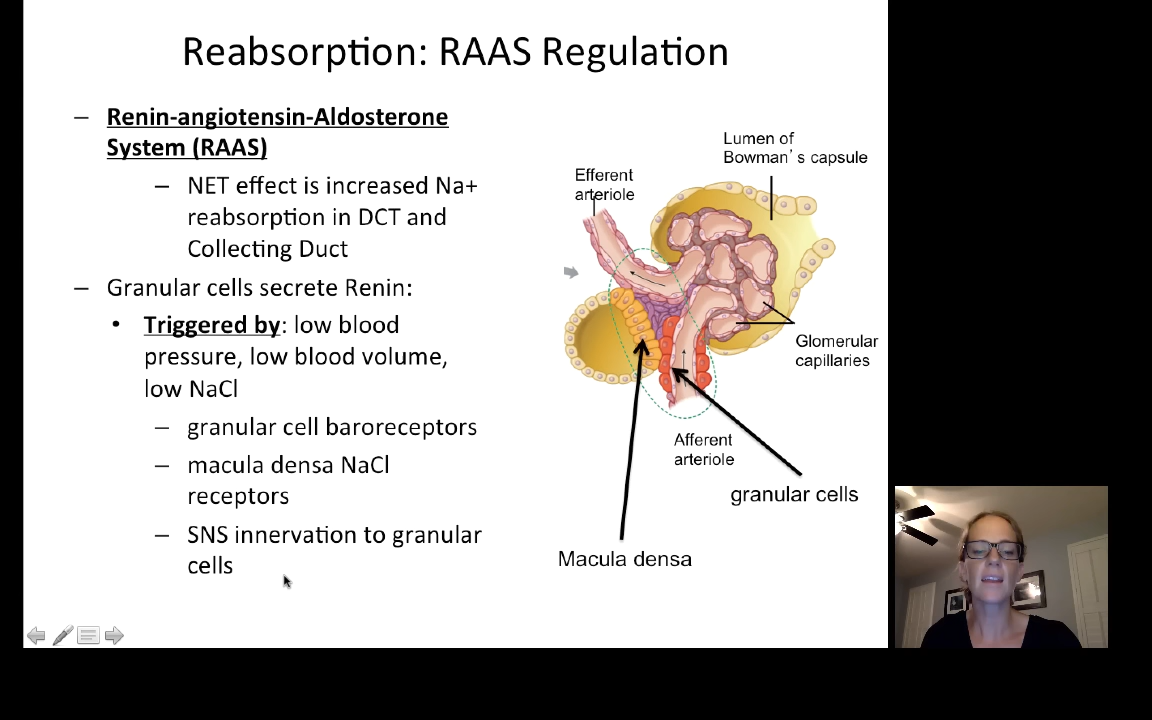 Reabsorption: RAAS Regulation
– Renin-angiotensin-Aldosterone
System (RAAS)
– NET effect is increased Na+
reabsorption in DCT and
Collecting Duct
– Granular cells secrete Renin:
• Triggered by: low blood
pressure, low blood volume,
low NaCl
– granular cell baroreceptors
– macula densa NaCl
receptors
– SNS innervation to granular
cells
Lumen of
Bowman's capsule
Efferent
arteriole
Glomerular
capillaries
Afferent
arteriole
granular cells
Macula densa